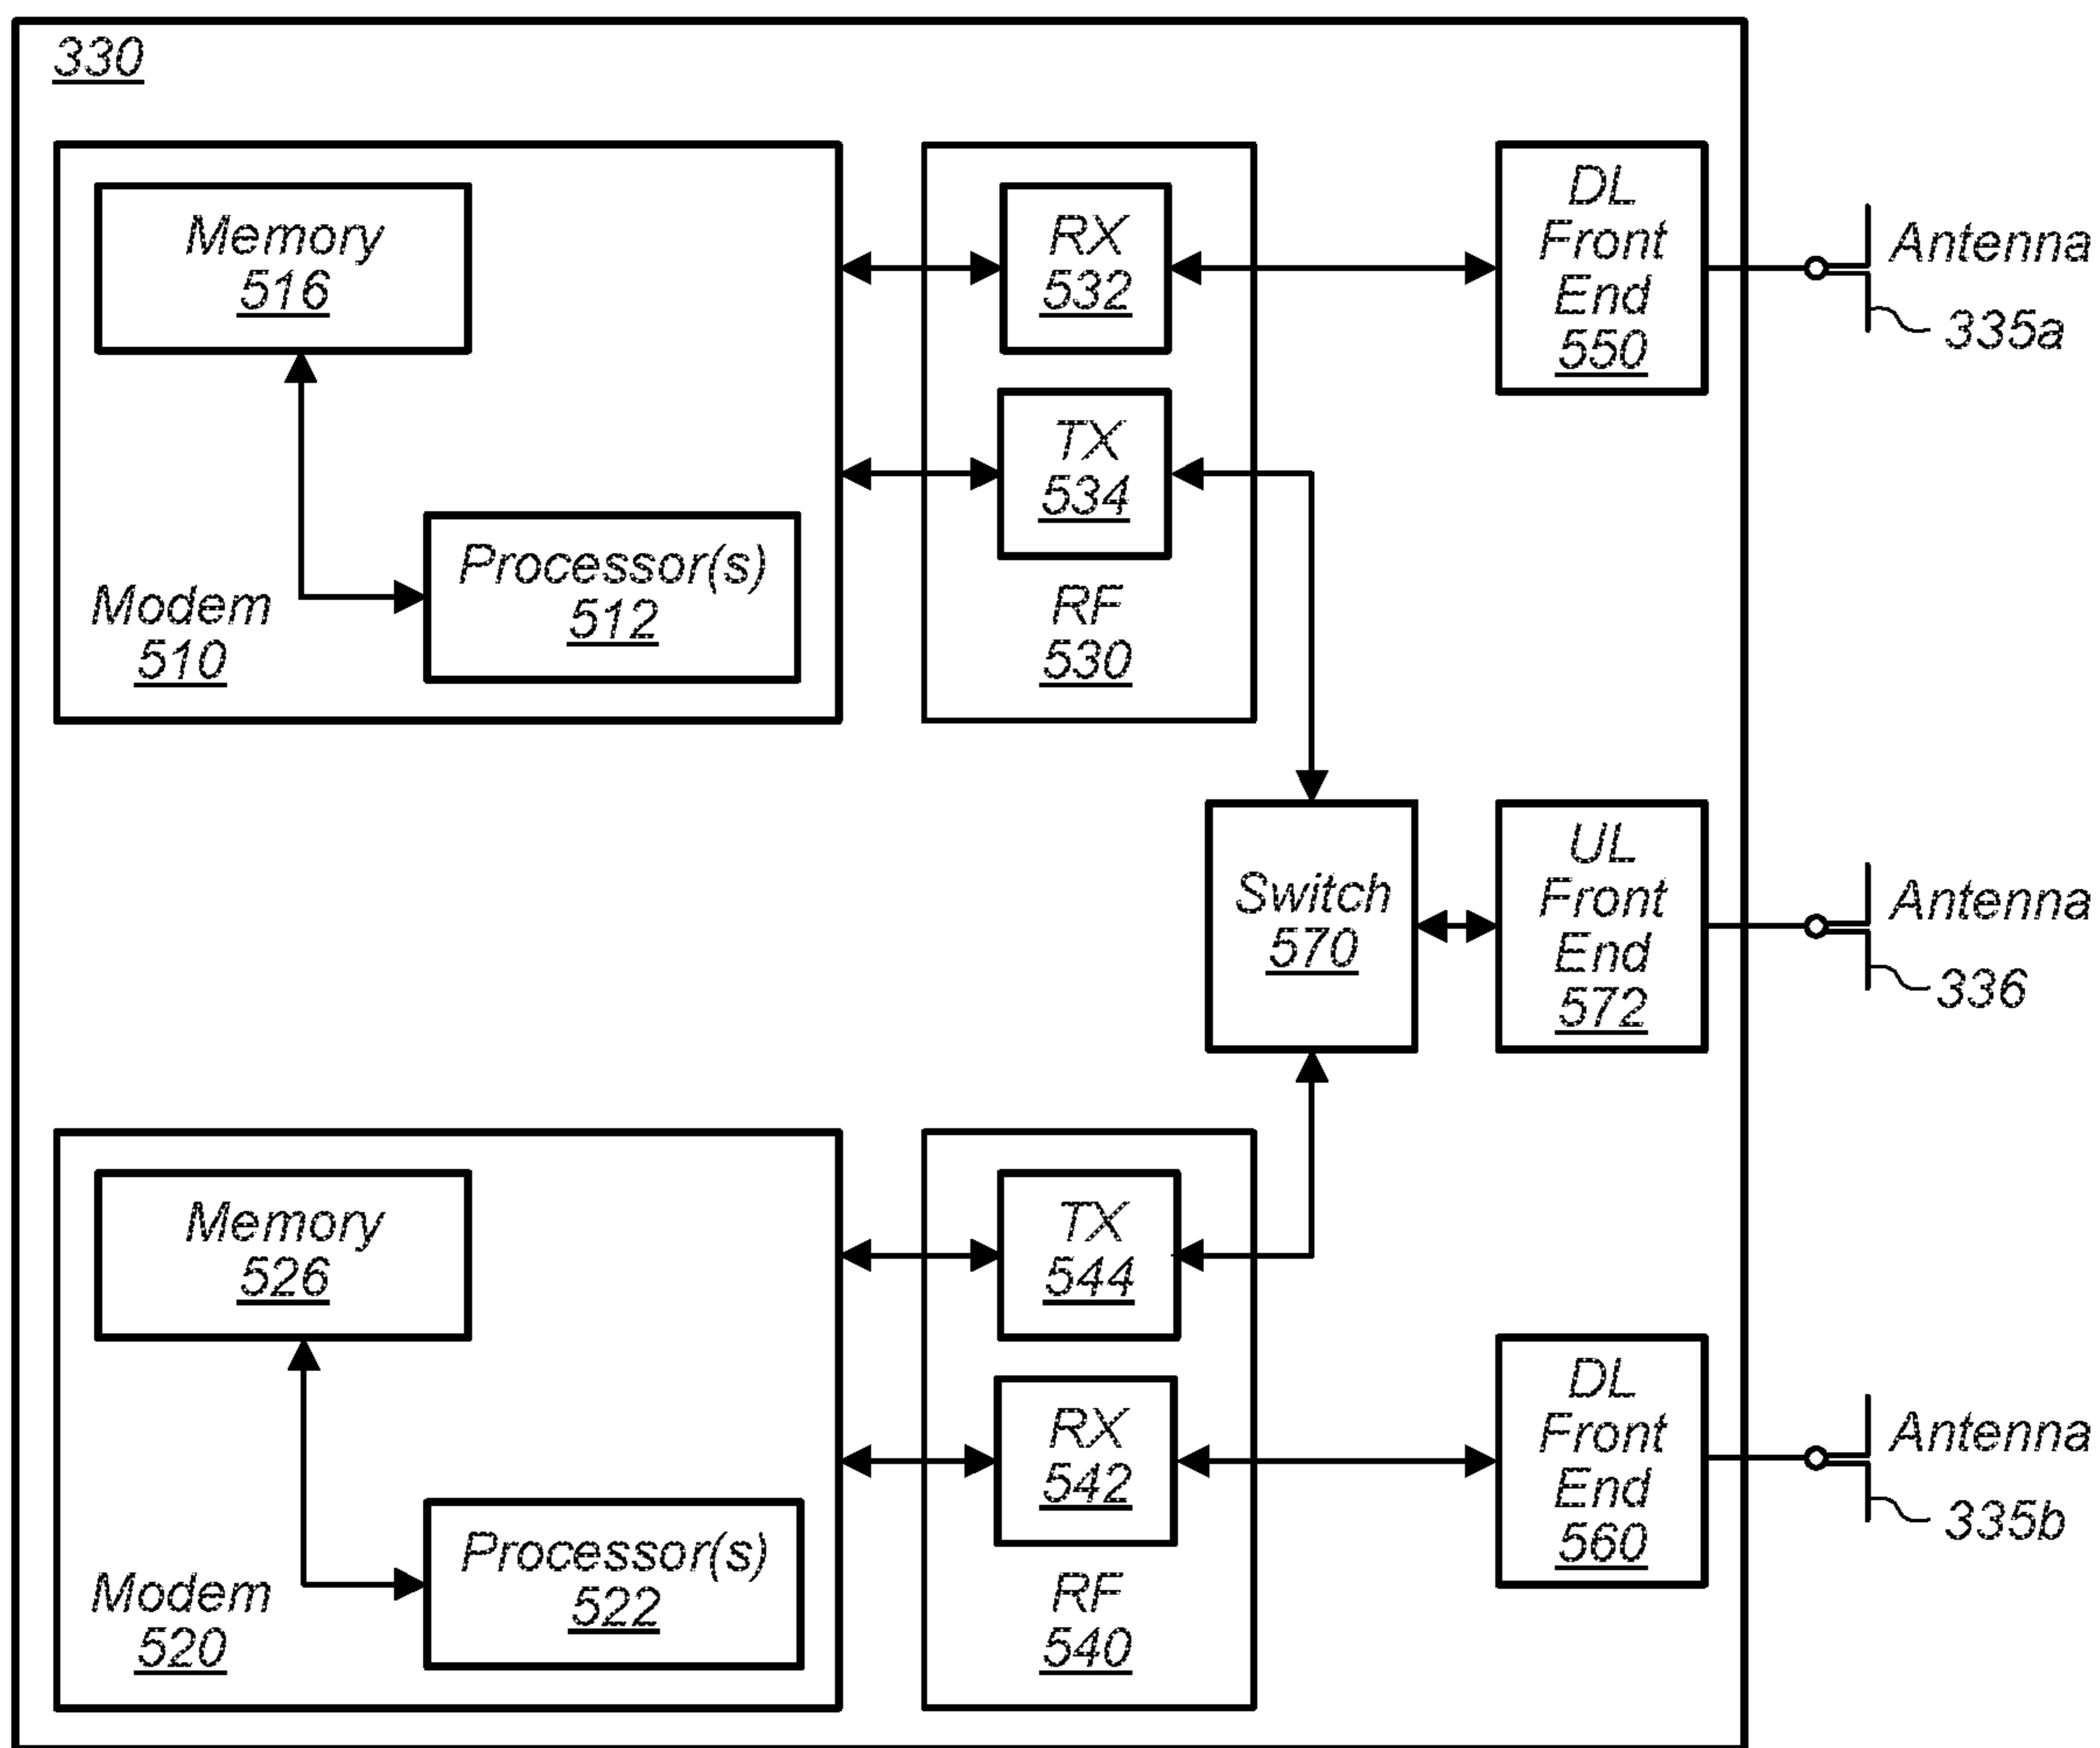 330
Memory
516
Processor(s)
512
Modem
510
RX
532
TX
534
RF
530
DL
Front
End
550
Antenna
335a
Switch
570
UL
Front
End
572
Antenna
336
Memory
526
Processor(s)
522
Modem
520
TX
544
RX
542
RF
540
DL
Front
End
560
Antenna
335b